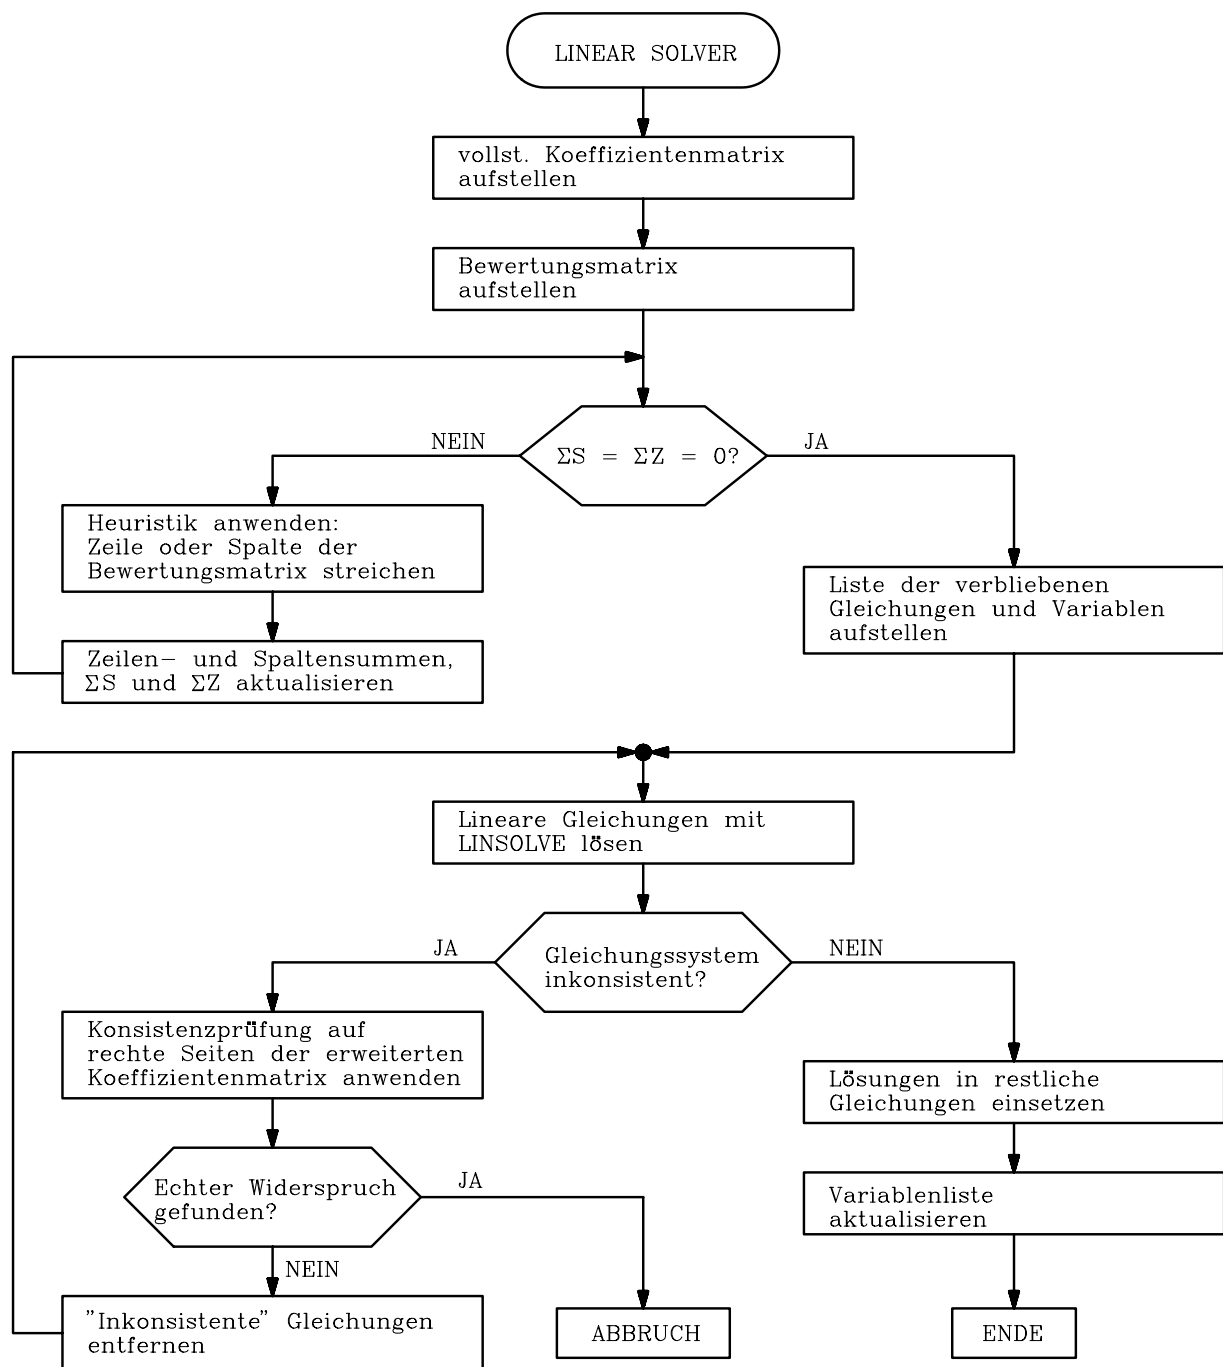 LINEAR SOLVER
vollst. Koeffizientenmatrix
aufstellen
Bewertungsmatrix
aufstellen
NEIN
ΣS = ΣZ = 0?
JA
Heuristik anwenden:
Zeile oder Spalte der
Bewertungsmatrix streichen
Liste der verbliebenen
Gleichungen und Variablen
aufstellen
Zeilen- und Spaltensummen,
ΣS und ΣZ aktualisieren
Lineare Gleichungen mit
LINSOLVE lösen
JA
Gleichungssystem
inkonsistent?
NEIN
Konsistenzprüfung auf
rechte Seiten der erweiterten
Koeffizientenmatrix anwenden
Lösungen in restliche
Gleichungen einsetzen
Echter Widerspruch
gefunden?
JA
Variablenliste
aktualisieren
NEIN
"Inkonsistente" Gleichungen
entfernen
ABBRUCH
ENDE